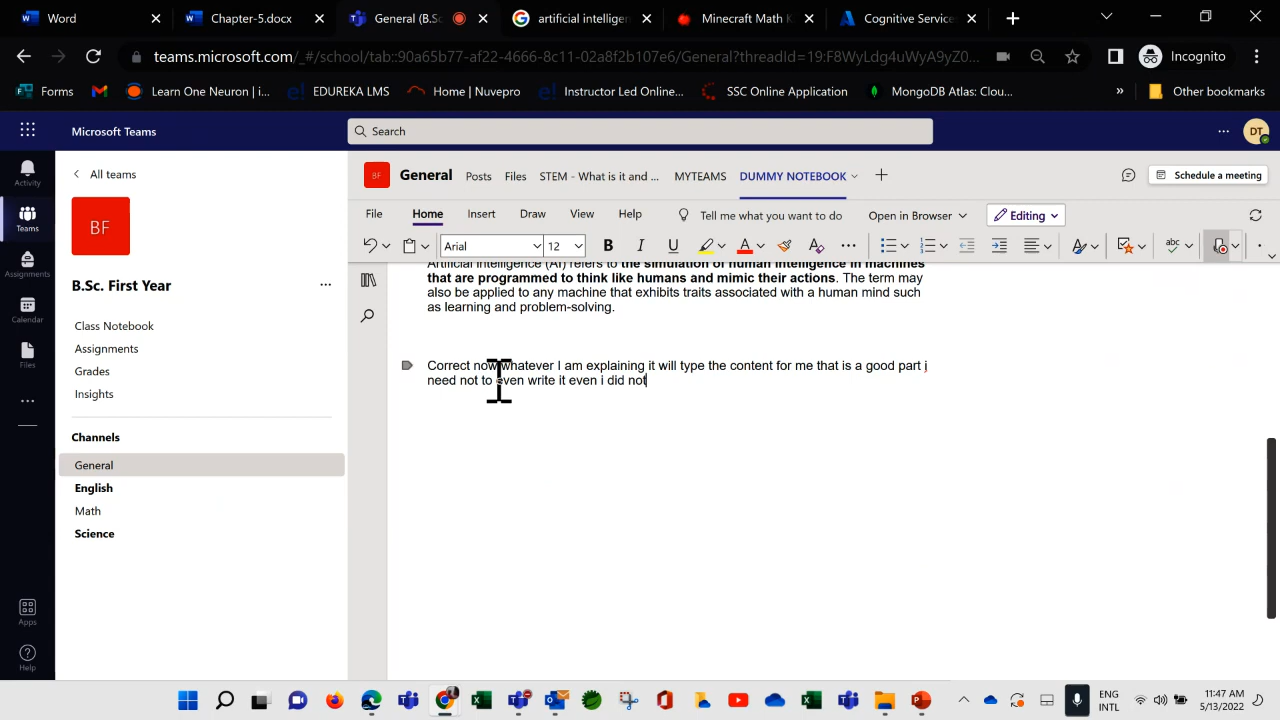 Word
Chapter-5.docx
General (B.Sc
artificial intelligen
Minecraft Math K
Cognitive Service
teams.microsoft.com/_#/school/tab::90a65b77-af22-4666-8c11-02a8f2b107e6/General?threadId=19:F8WyLdg4uWyA9yZ0...
Incognito
Forms
Learn One Neuron | i...
EDUREKA LMS
Home | Nuvepro
Instructor Led Online...
SSC Online Application
MongoDB Atlas: Clou...
Other bookmarks
Microsoft Teams
Search
DT
Activity
Teams
Assignments
Calendar
Files
Apps
Help
All teams
BF
B.Sc. First Year
Class Notebook
Assignments
Grades
Insights
Channels
General
English
Math
Science
BF
General
Posts
Files
STEM - What is it and ...
MYTEAMS
DUMMY NOTEBOOK
Schedule a meeting
File
Home
Insert
Draw
View
Help
Tell me what you want to do
Open in Browser
Editing
Arial
12
B
I
U
A
A
abc
Artificial intelligence (AI) refers to the simulation of human intelligence in machines
that are programmed to think like humans and mimic their actions. The term may
also be applied to any machine that exhibits traits associated with a human mind such
as learning and problem-solving.
Correct now whatever I am explaining it will type the content for me that is a good part i
need not to even write it even i did not
ENG
INTL
11:47 AM
5/13/2022